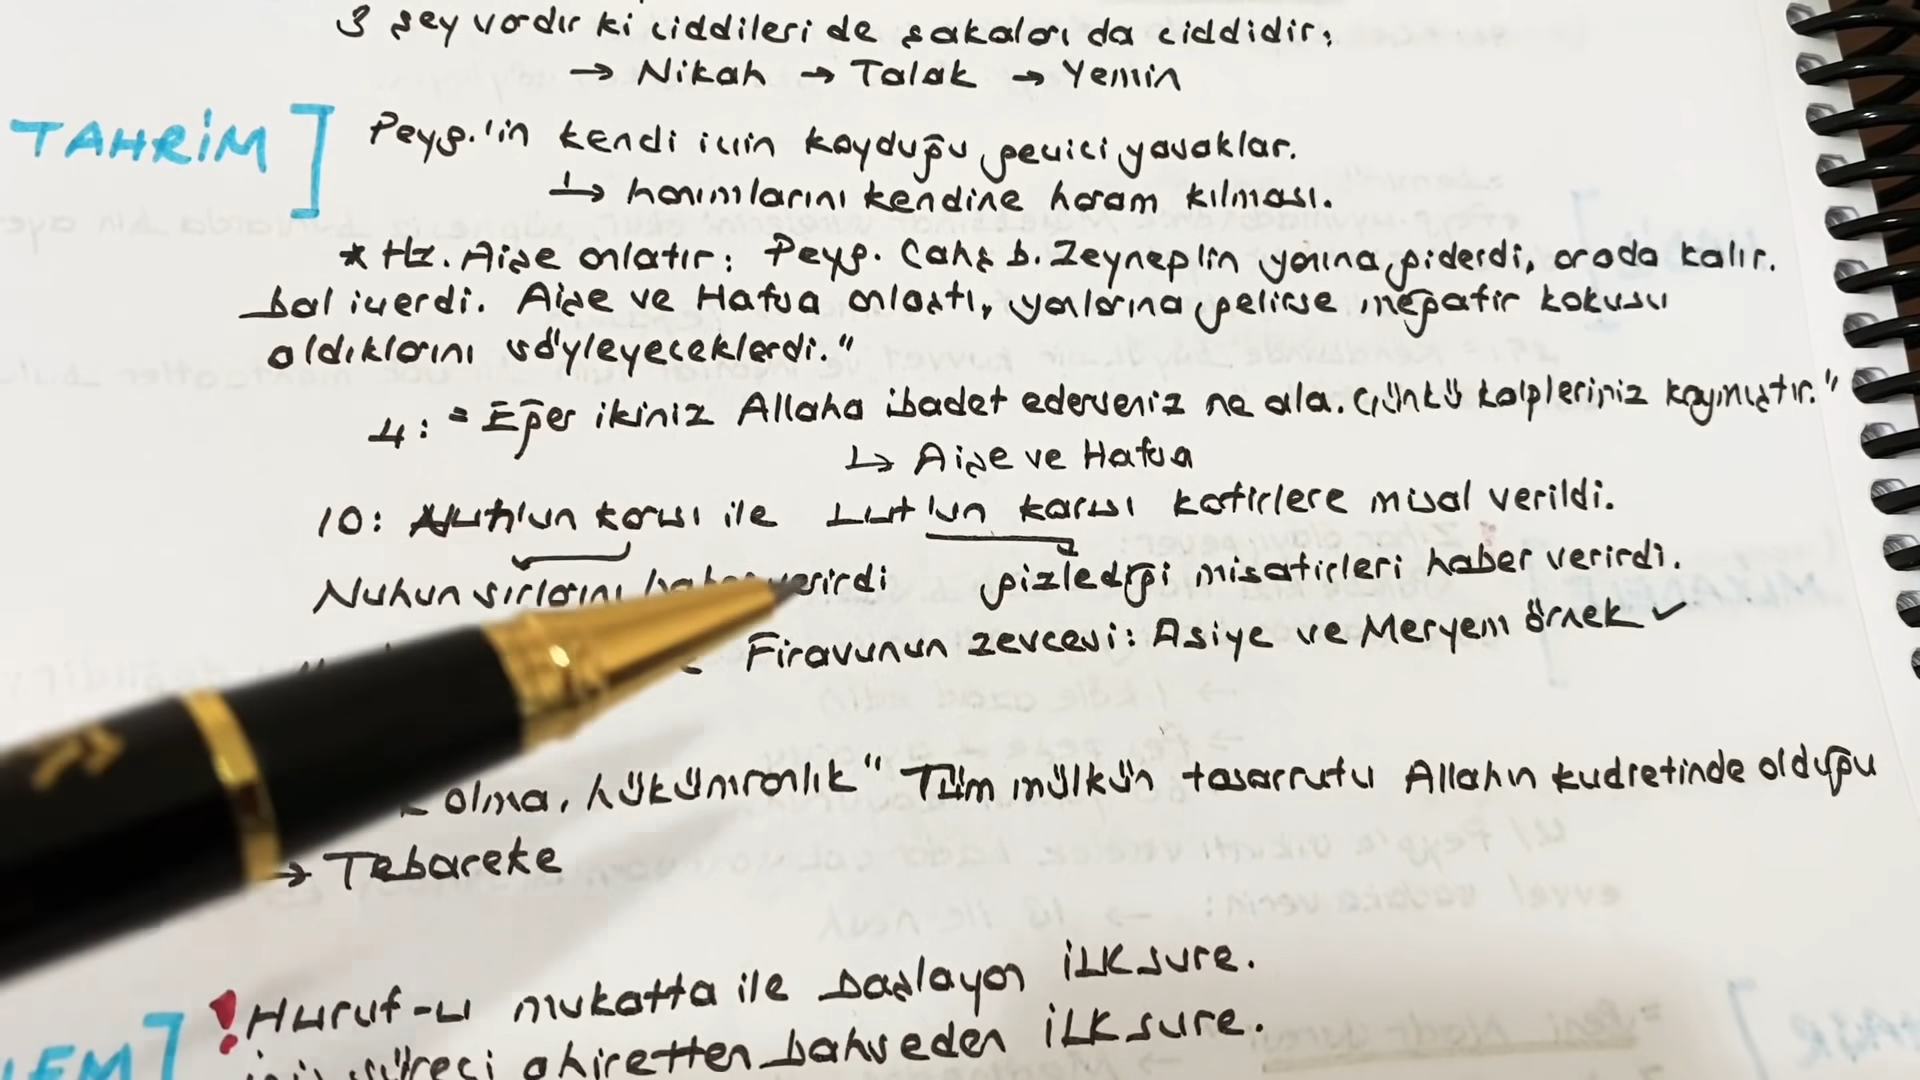 3 şey vardır ki ciddileri de şakaları da ciddidir;
→ Nikah → Talak → Yemin
TAHRİM] Peyg.'in kendi için koyduğu geçici yasaklar.
↳ hanımlarını kendine haram kılması.
* Hz. Aişe anlatır: Peyg. Cahş b. Zeynep'in yanına giderdi, orada kalır.
bal içerdi. Aişe ve Hafsa anlaştı, yanlarına gelirse meğafir kokusu
aldıklarını söyleyeceklerdi."
4: "Eğer ikiniz Allaha ibadet ederseniz ne ala. Çünkü kalpleriniz kaymıştır."
↳ Aişe ve Hafsa
10: Nuh'un karısı ile Lut'un karısı kafirlere misal verildi.
Nuhun sırlarını verirdi gizlediği misafirleri haber verirdi.
Firavunun zevcesi: Asiye ve Meryem örnek ✓
olma, hükümranlık" Tüm mülkün tasarrufu Allahın kudretinde olduğu
→ Tebareke
! Huruf-u mukatta ile başlayan İLK sure.
ahiretten bahseden İLK sure.